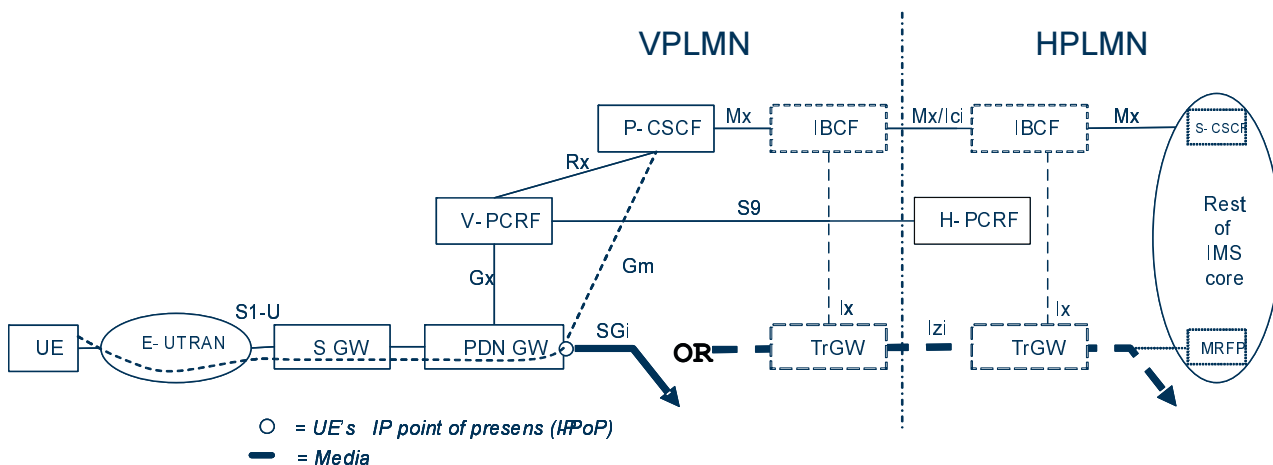 VPLMN
HPLMN
P- CSCF
Mx
IBCF
Mx/Ici
IBCF
Mx
S- CSCF
Rx
V- PCRF
S9
H- PCRF
Rest
of
IMS
core
Gx
Gm
S1-U
SGi
Ix
Izi
Ix
UE
E- UTRAN
S GW
PDN GW
OR
TrGW
TrGW
MRFP
= UE's IP point of presens (IP-PoP)
= Media